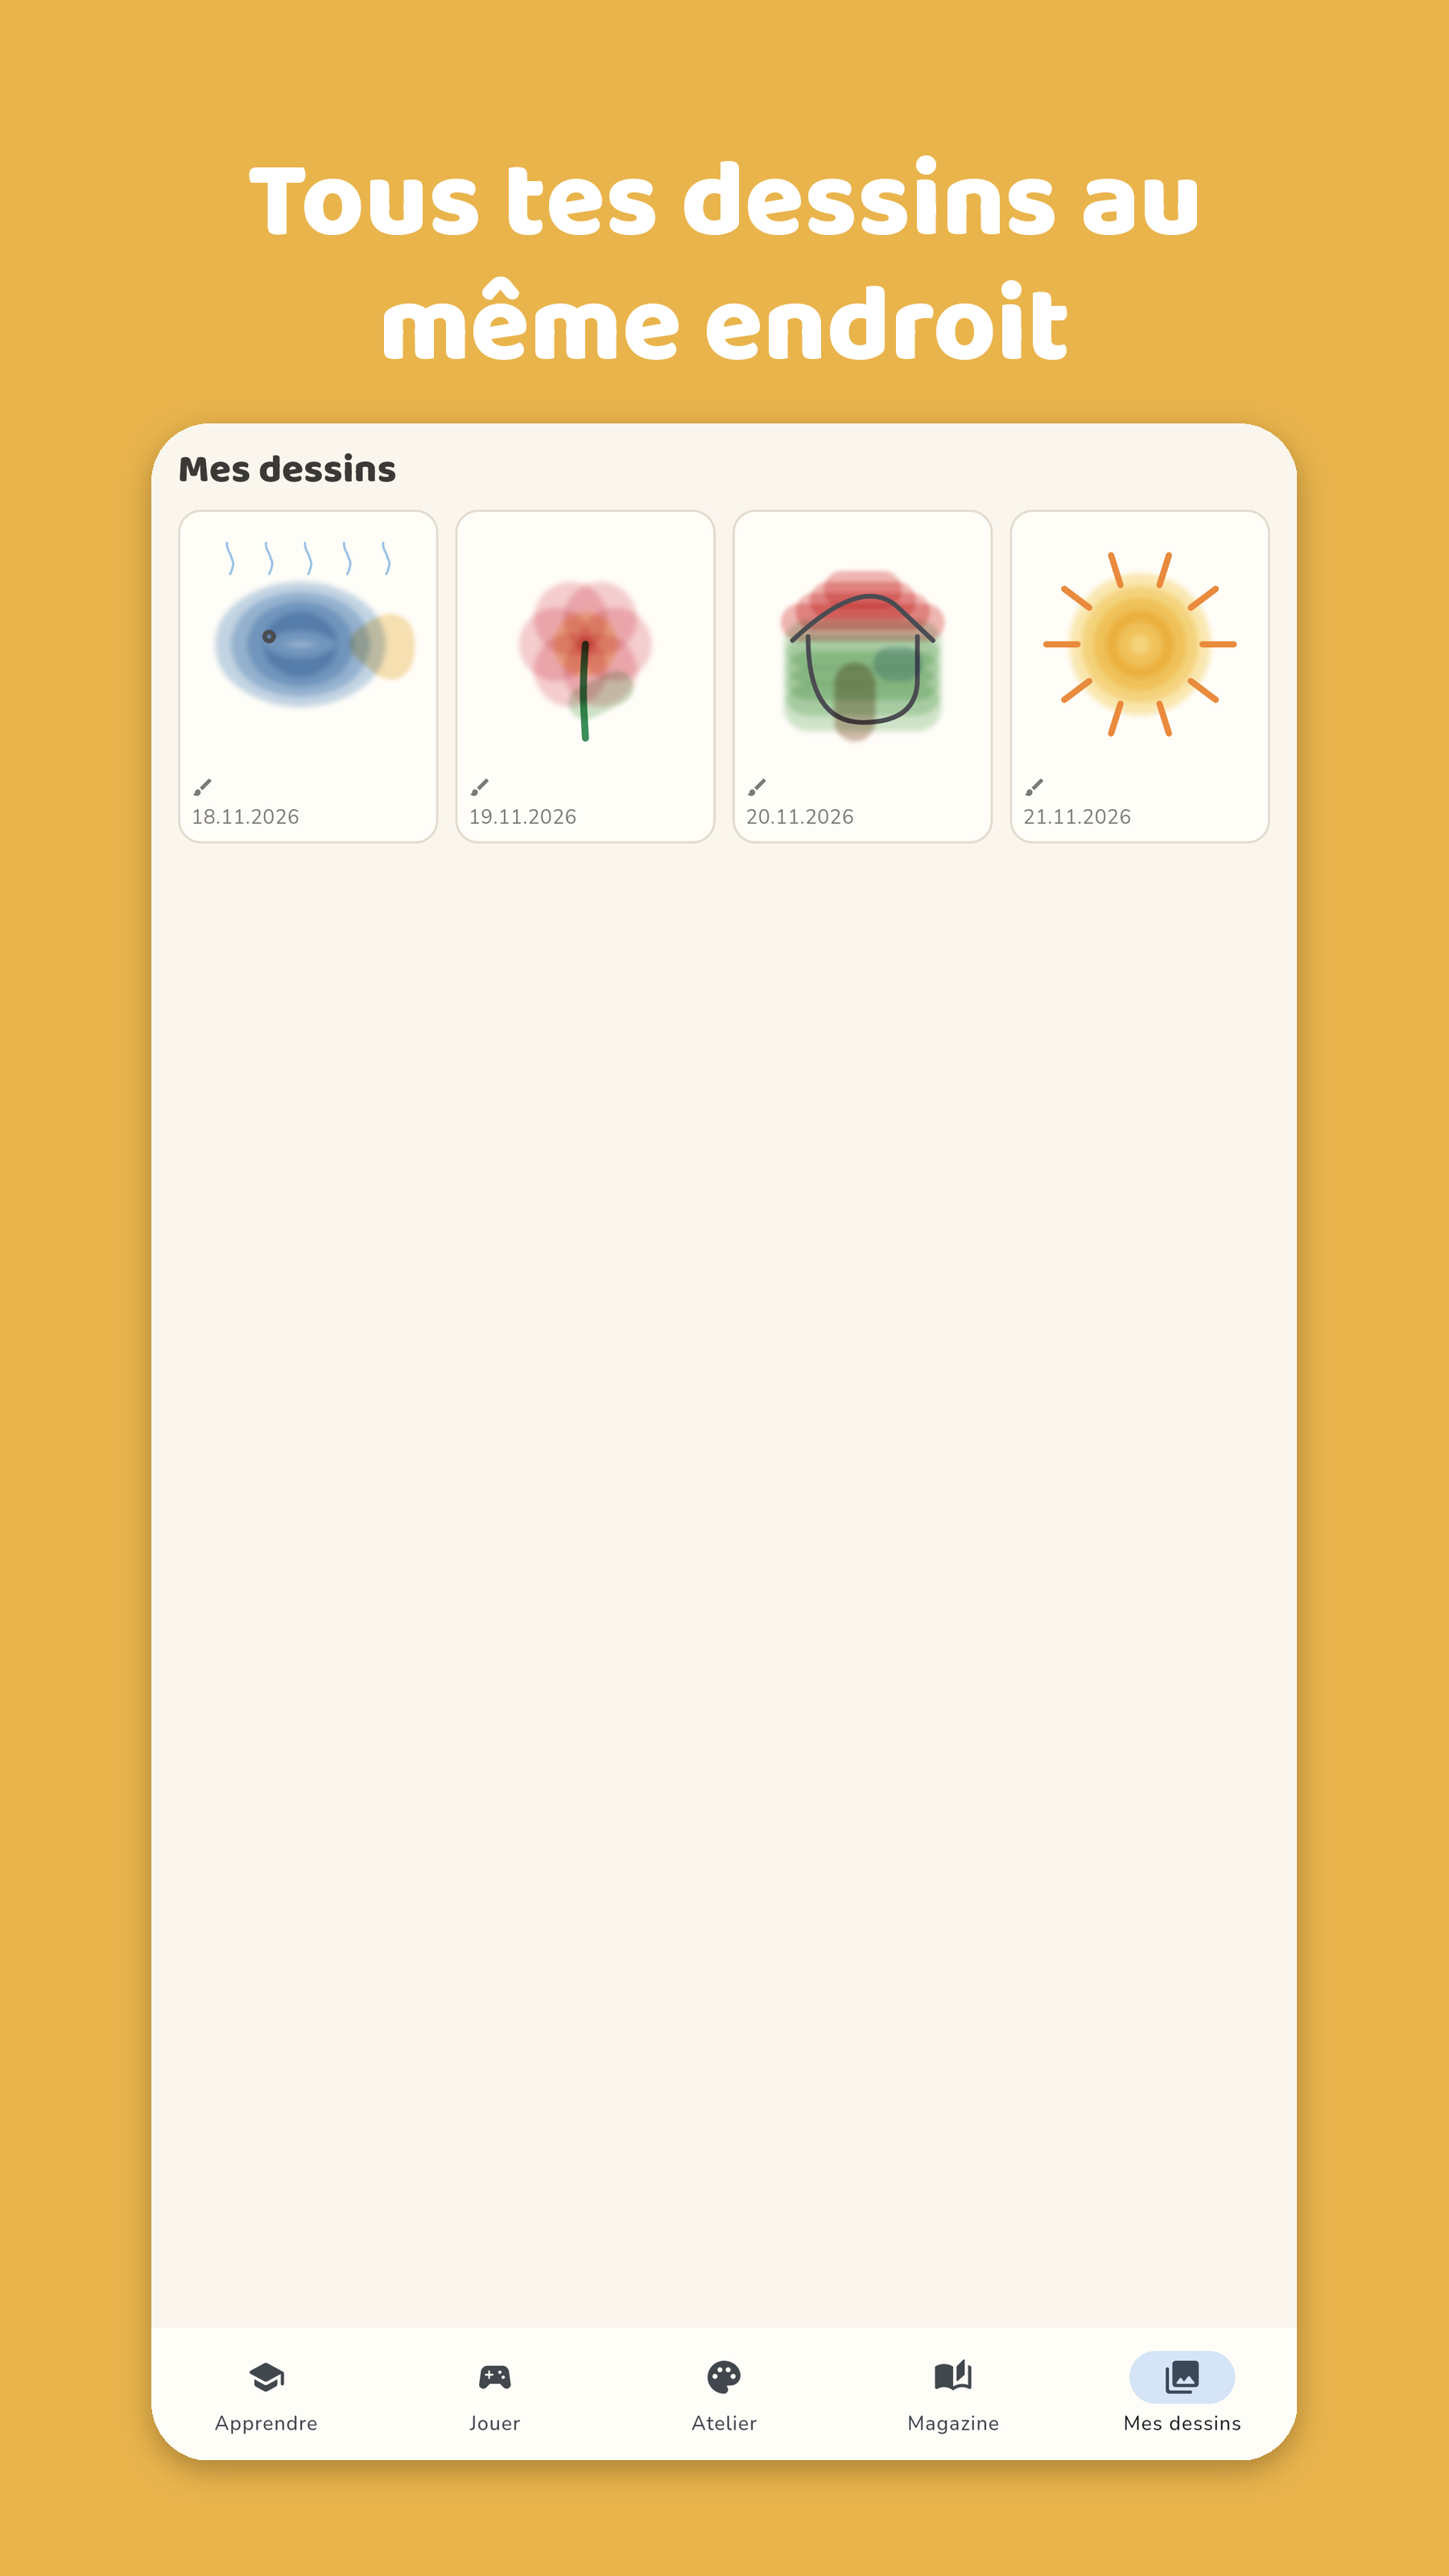 Tous tes dessins au
même endroit
Mes dessins
18.11.2026
19.11.2026
20.11.2026
21.11.2026
Apprendre
Jouer
Atelier
Magazine
Mes dessins